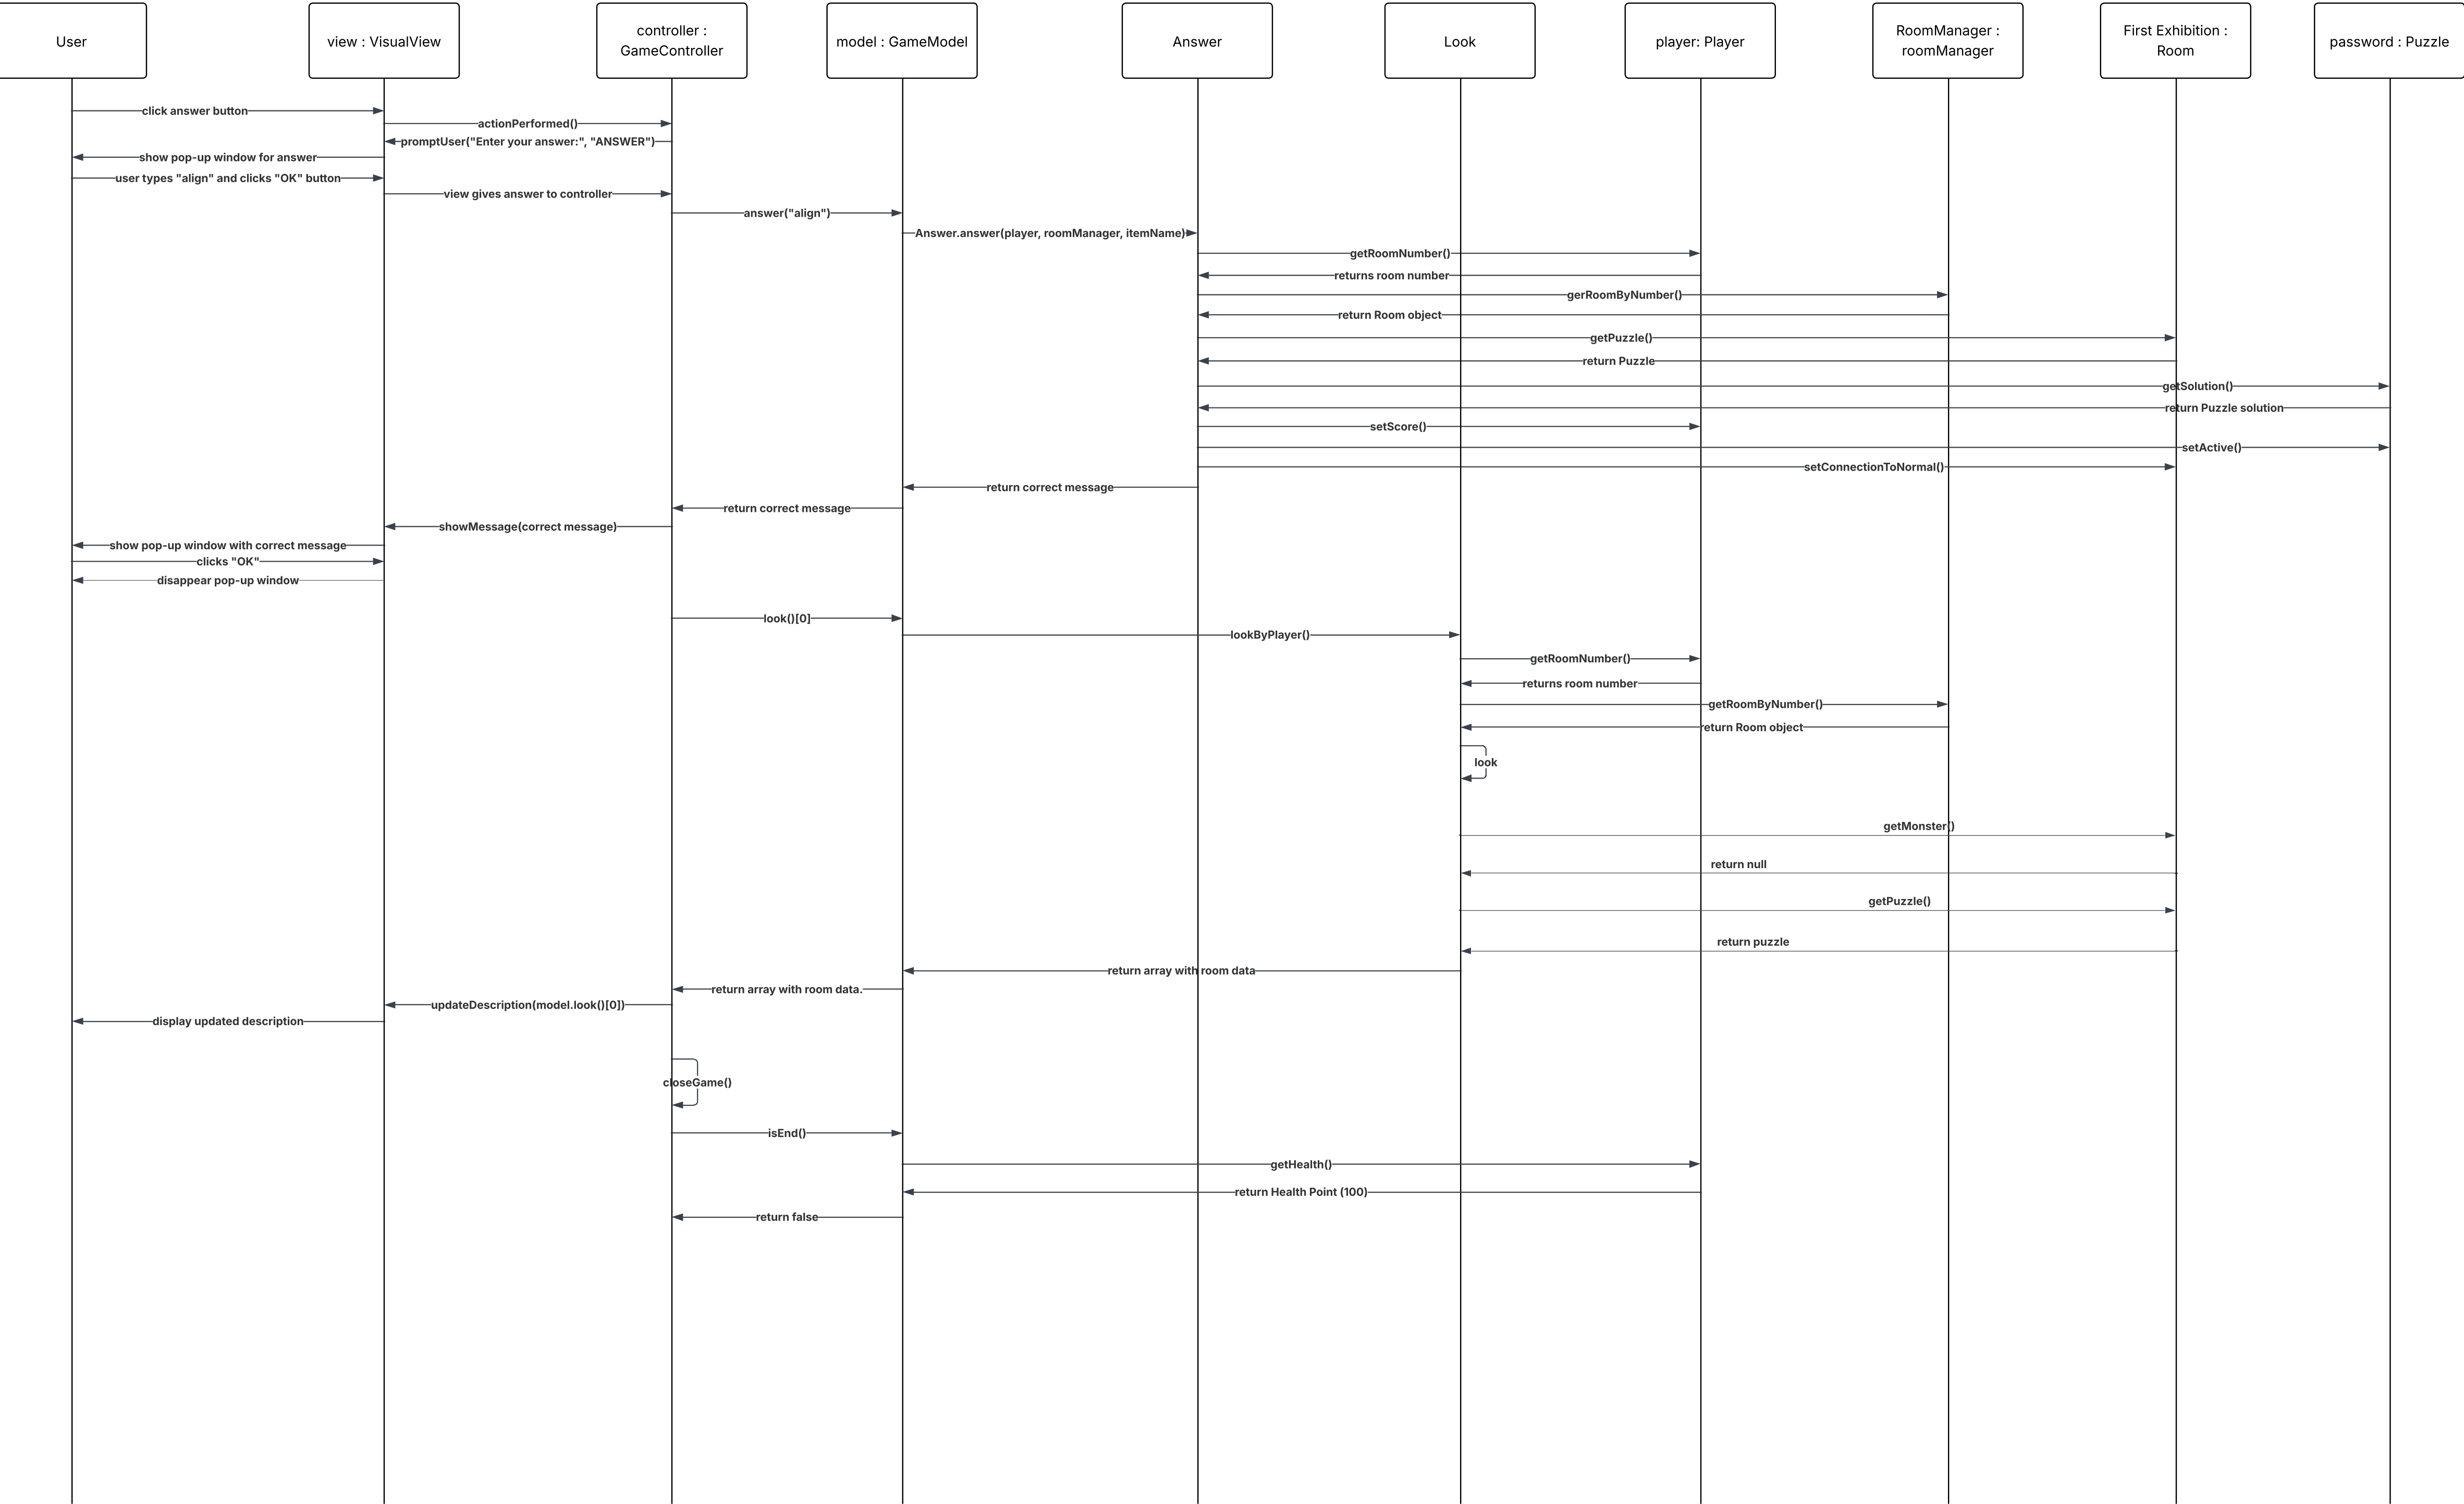 User
view : VisualView
controller :
GameController
model : GameModel
Answer
Look
player: Player
RoomManager :
roomManager
First Exhibition :
Room
password : Puzzle
click answer button
actionPerformed()
promptUser("Enter your answer:", "ANSWER")
show pop-up window for answer
user types "align" and clicks "OK" button
view gives answer to controller
answer("align")
Answer.answer(player, roomManager, itemName)
getRoomNumber()
returns room number
gerRoomByNumber()
return Room object
getPuzzle()
return Puzzle
getSolution()
return Puzzle solution
setScore()
setActive()
setConnectionToNormal()
return correct message
return correct message
showMessage(correct message)
show pop-up window with correct message
clicks "OK"
disappear pop-up window
look()[0]
lookByPlayer()
getRoomNumber()
returns room number
getRoomByNumber()
return Room object
look
getMonster()
return null
getPuzzle()
return puzzle
return array with room data
return array with room data.
updateDescription(model.look()[0])
display updated description
closeGame()
isEnd()
getHealth()
return Health Point (100)
return false